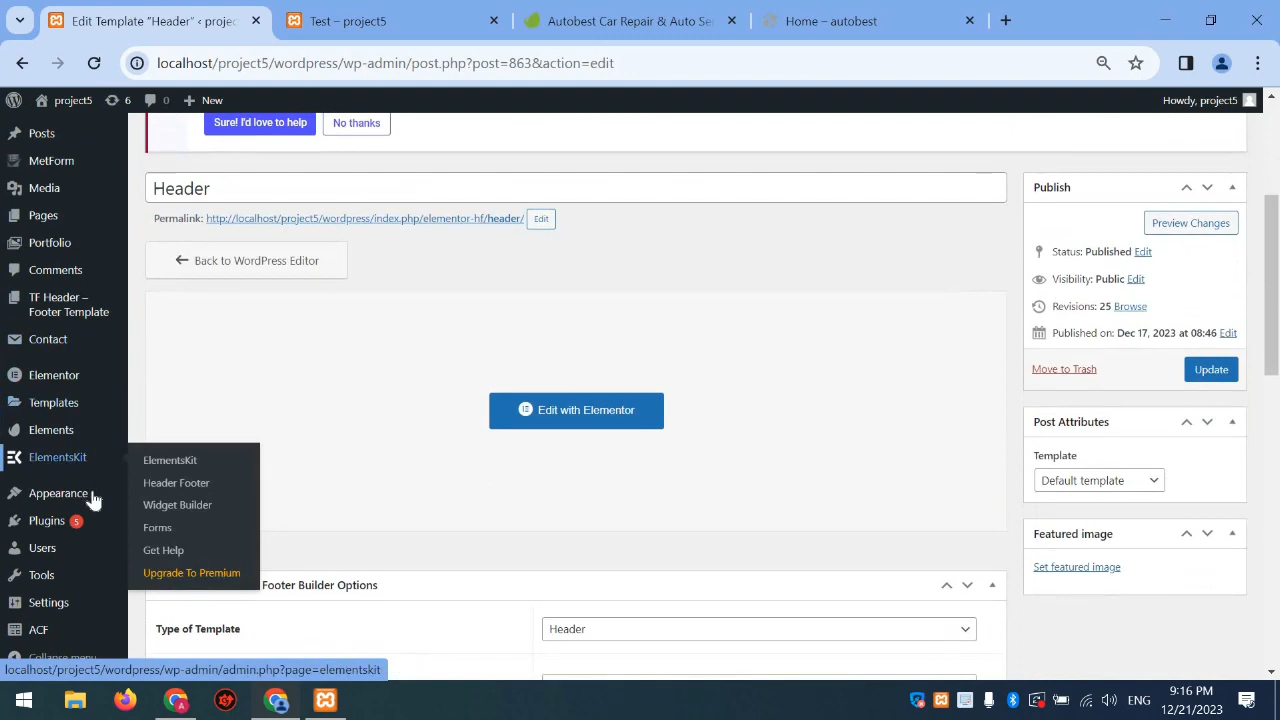 Edit Template “Header” ‹ projec
Test – project5
Autobest Car Repair & Auto Ser
Home – autobest
localhost/project5/wordpress/wp-admin/post.php?post=863&action=edit
project5
6
0
New
Howdy, project5
Posts
MetForm
Media
Pages
Portfolio
Comments
TF Header –
Footer Template
Contact
Elementor
Templates
Elements
ElementsKit
Appearance
Plugins 5
Users
Tools
Settings
ACF
Collapse menu
ElementsKit
Header Footer
Widget Builder
Forms
Get Help
Upgrade To Premium
Sure! I'd love to help
No thanks
Header
Permalink: http://localhost/project5/wordpress/index.php/elementor-hf/header/ Edit
Back to WordPress Editor
Edit with Elementor
Footer Builder Options
Type of Template
Header
Publish
Preview Changes
Status: Published Edit
Visibility: Public Edit
Revisions: 25 Browse
Published on: Dec 17, 2023 at 08:46 Edit
Move to Trash
Update
Post Attributes
Template
Default template
Featured image
Set featured image
localhost/project5/wordpress/wp-admin/admin.php?page=elementskit
A
ENG
9:16 PM
12/21/2023